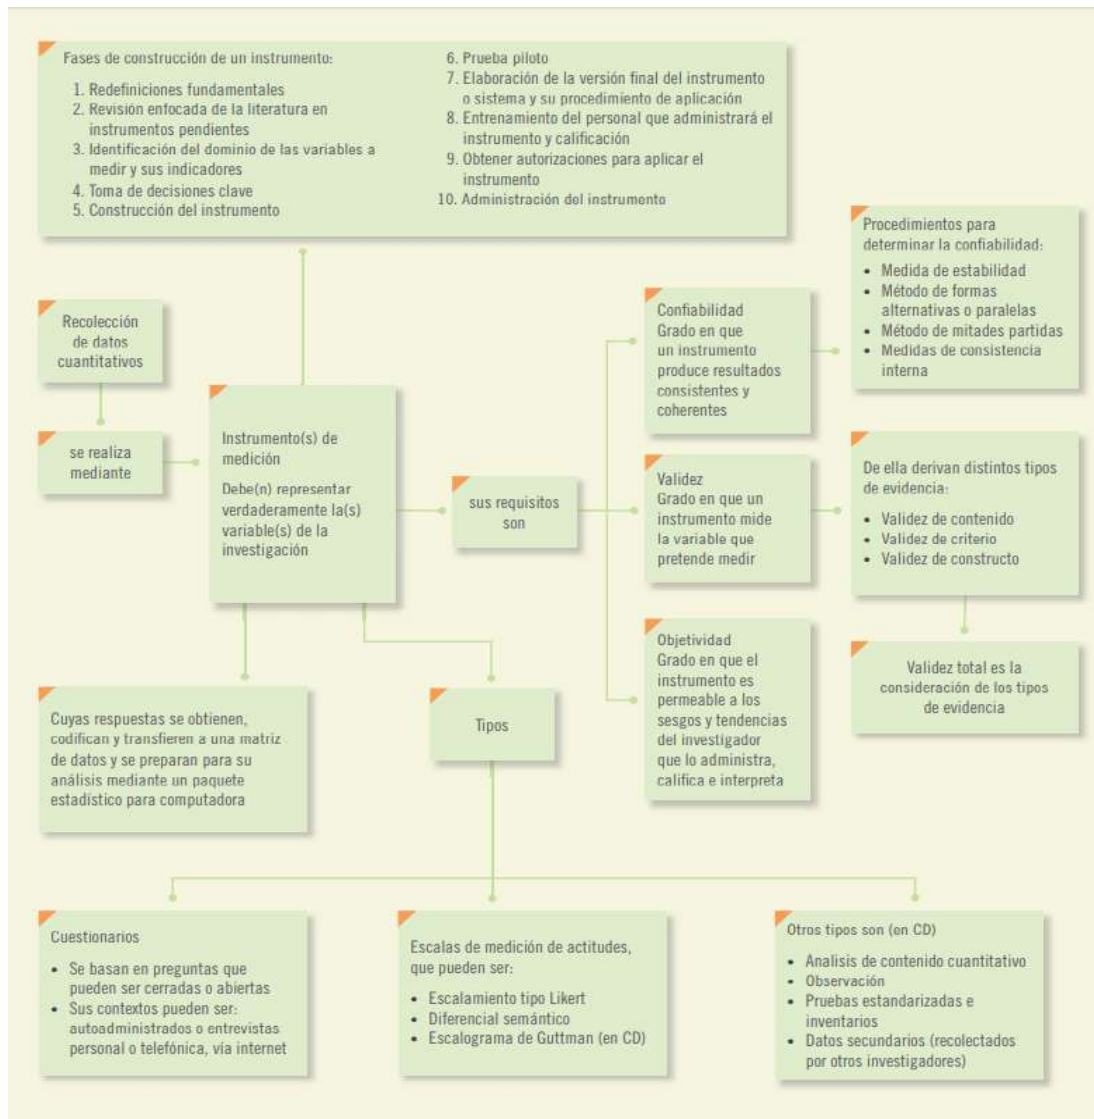 Fases de construcción de un instrumento:
1. Redefiniciones fundamentales
2. Revisión enfocada de la literatura en
instrumentos pendientes
3. Identificación del dominio de las variables a
medir y sus indicadores
4. Toma de decisiones clave
5. Construcción del instrumento
6. Prueba piloto
7. Elaboración de la versión final del instrumento
o sistema y su procedimiento de aplicación
8. Entrenamiento del personal que administrará el
instrumento y calificación
9. Obtener autorizaciones para aplicar el
instrumento
10. Administración del instrumento
Recolección
de datos
cuantitativos
se realiza
mediante
Instrumento(s) de
medición
Debe(n) representar
verdaderamente la(s)
variable(s) de la
investigación
sus requisitos
son
Confiabilidad
Grado en que
un instrumento
produce resultados
consistentes y
coherentes
Procedimientos para
determinar la confiabilidad:
• Medida de estabilidad
• Método de formas
alternativas o paralelas
• Método de mitades partidas
• Medidas de consistencia
interna
Validez
Grado en que un
instrumento mide
la variable que
pretende medir
De ella derivan distintos tipos
de evidencia:
• Validez de contenido
• Validez de criterio
• Validez de constructo
Validez total es la
consideración de los tipos
de evidencia
Objetividad
Grado en que el
instrumento es
permeable a los
sesgos y tendencias
del investigador
que lo administra,
califica e interpreta
Cuyas respuestas se obtienen,
codifican y transfieren a una matriz
de datos y se preparan para su
análisis mediante un paquete
estadístico para computadora
Tipos
Cuestionarios
• Se basan en preguntas que
pueden ser cerradas o abiertas
• Sus contextos pueden ser:
autoadministrados o entrevistas
personal o telefónica, vía internet
Escalas de medición de actitudes,
que pueden ser:
• Escalamiento tipo Likert
• Diferencial semántico
• Escalograma de Guttman (en CD)
Otros tipos son (en CD)
• Analisis de contenido cuantitativo
• Observación
• Pruebas estandarizadas e
inventarios
• Datos secundarios (recolectados
por otros investigadores)